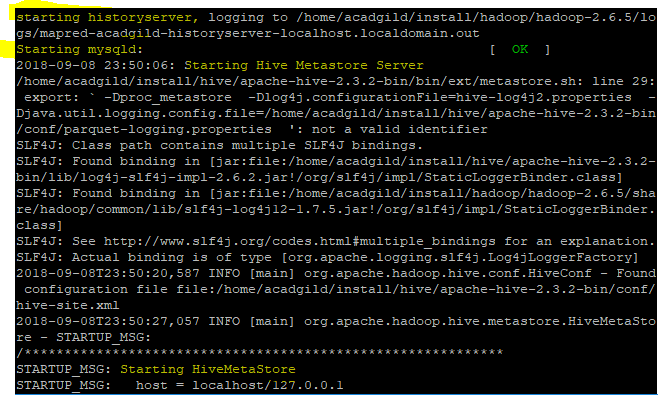 starting historyserver, logging to /home/acadgild/install/hadoop/hadoop-2.6.5/lo
gs/mapred-acadgild-historyserver-localhost.localdomain.out
Starting mysqld:                                           [  OK  ]
2018-09-08 23:50:06: Starting Hive Metastore Server
/home/acadgild/install/hive/apache-hive-2.3.2-bin/bin/ext/metastore.sh: line 29:
 export: ` -Dproc_metastore  -Dlog4j.configurationFile=hive-log4j2.properties  -
Djava.util.logging.config.file=/home/acadgild/install/hive/apache-hive-2.3.2-bin
/conf/parquet-logging.properties  ': not a valid identifier
SLF4J: Class path contains multiple SLF4J bindings.
SLF4J: Found binding in [jar:file:/home/acadgild/install/hive/apache-hive-2.3.2-
bin/lib/log4j-slf4j-impl-2.6.2.jar!/org/slf4j/impl/StaticLoggerBinder.class]
SLF4J: Found binding in [jar:file:/home/acadgild/install/hadoop/hadoop-2.6.5/sha
re/hadoop/common/lib/slf4j-log4j12-1.7.5.jar!/org/slf4j/impl/StaticLoggerBinder.
class]
SLF4J: See http://www.slf4j.org/codes.html#multiple_bindings for an explanation.
SLF4J: Actual binding is of type [org.apache.logging.slf4j.Log4jLoggerFactory]
2018-09-08T23:50:20,587 INFO [main] org.apache.hadoop.hive.conf.HiveConf - Found
 configuration file file:/home/acadgild/install/hive/apache-hive-2.3.2-bin/conf/
hive-site.xml
2018-09-08T23:50:27,057 INFO [main] org.apache.hadoop.hive.metastore.HiveMetaSto
re - STARTUP_MSG:
/************************************************************
STARTUP_MSG: Starting HiveMetaStore
STARTUP_MSG:   host = localhost/127.0.0.1